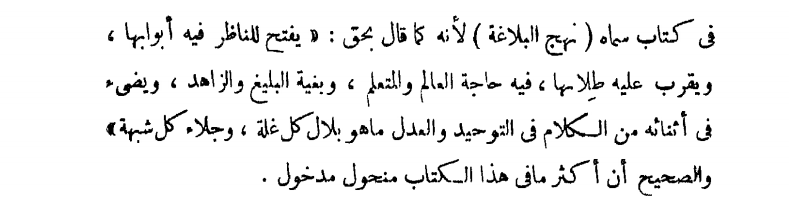 فى كتاب سماه ( نهج البلاغة ) لأنه كما قال بحق : « يفتح للناظر فيه أبوابها ،
ويقرب عليه طِلابها ، فيه حاجة العالم والمتعلم ، وبغية البليغ والزاهد ، ويضىء
فى أثنائه من الكلام فى التوحيد والعدل ماهو بلال كل غلة ، وجلاء كل شبهة »
والصحيح أن أكثر مافى هذا الكتاب منحول مدخول .